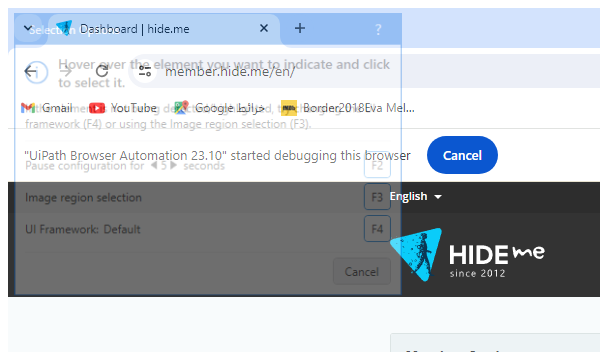 Dashboard | hide.me
Selection Options
?
Hover over the element you want to indicate and click
to select it.
member.hide.me/en/
Gmail
YouTube
Google خرائط
Border2018Eva Mel...
framework (F4) or using the Image region selection (F3).
"UiPath Browser Automation 23.10" started debugging this browser
Cancel
Pause configuration for 5 seconds
F2
Image region selection
F3
English
UI Framework: Default
F4
HIDE me
since 2012
Cancel